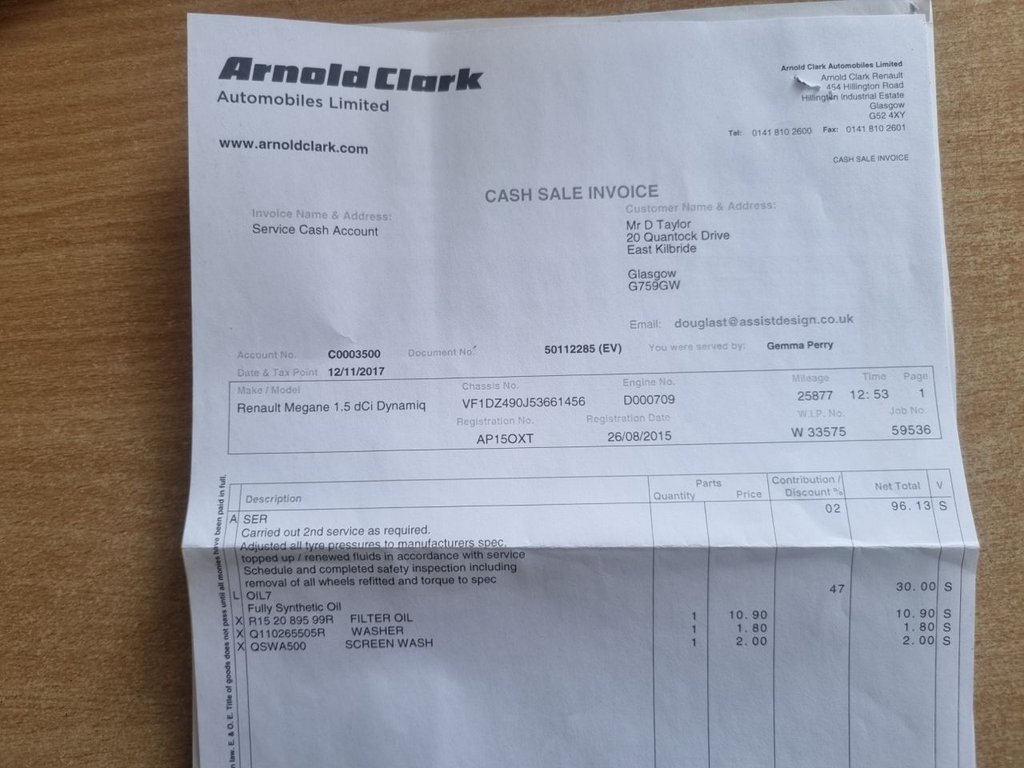 Arnold Clark
Automobiles Limited
www.arnoldclark.com
Arnold Clark Automobiles Limited
Arnold Clark Renault
454 Hillington Road
Hillington Industrial Estate
Glasgow
G52 4XY
Tel: 0141 810 2600 Fax: 0141 810 2601
CASH SALE INVOICE
CASH SALE INVOICE
Invoice Name & Address:
Service Cash Account
Customer Name & Address:
Mr D Taylor
20 Quantock Drive
East Kilbride
Glasgow
G759GW
Email: douglast@assistdesign.co.uk
Account No. C0003500 Document No. 50112285 (EV) You were served by: Gemma Perry
Date & Tax Point 12/11/2017
Make / Model Chassis No. Engine No. Mileage Time Page
Renault Megane 1.5 dCi Dynamiq VF1DZ490J53661456 D000709 25877 12:53 1
Registration No. Registration Date W.I.P. No. Job No.
AP15OXT 26/08/2015 W 33575 59536
Description Parts Quantity Price Contribution / Discount % Net Total V
A SER 02 96.13 S
Carried out 2nd service as required.
Adjusted all tyre pressures to manufacturers spec,
topped up / renewed fluids in accordance with service
Schedule and completed safety inspection including
removal of all wheels refitted and torque to spec
L OIL7 47 30.00 S
Fully Synthetic Oil
X R15 20 895 99R FILTER OIL 1 10.90 10.90 S
X Q110265505R WASHER 1 1.80 1.80 S
X QSWA500 SCREEN WASH 1 2.00 2.00 S
n law. E. & O. E. Title of goods does not pass until all monies have been paid in full.